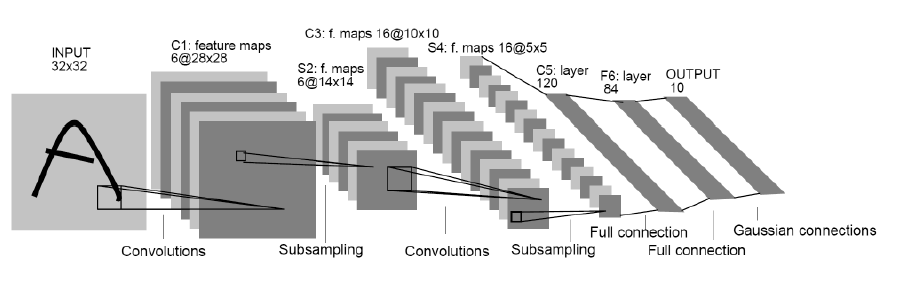 INPUT
32x32
C1: feature maps
6@28x28
S2: f. maps
6@14x14
C3: f. maps 16@10x10
S4: f. maps 16@5x5
C5: layer
120
F6: layer
84
OUTPUT
10
A
Convolutions
Subsampling
Convolutions
Subsampling
Full connection
Full connection
Gaussian connections